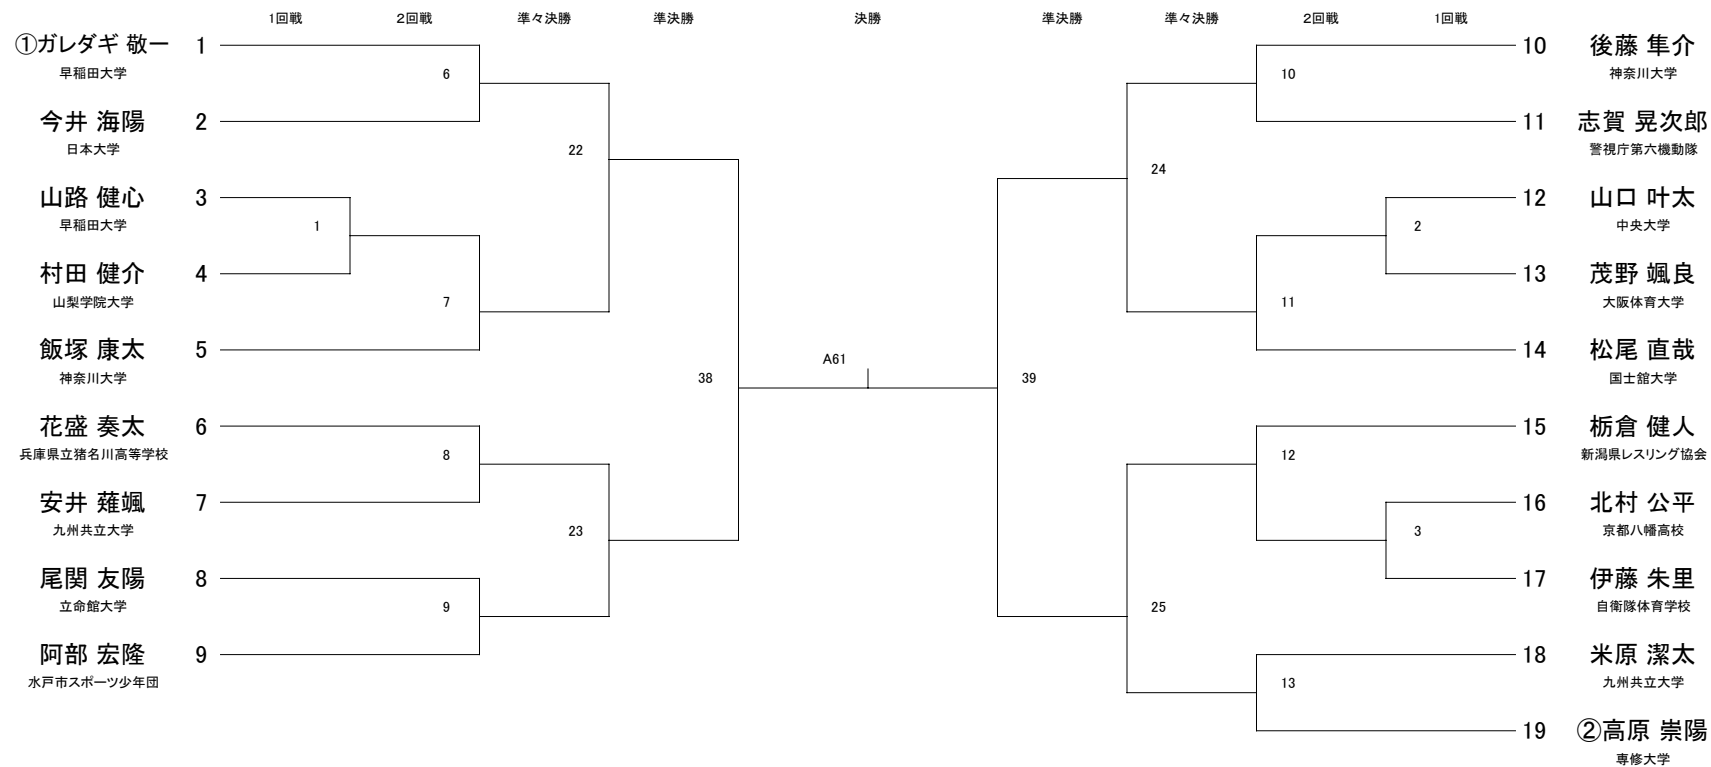 1回戦 2回戦 準々決勝 準決勝 決勝 準決勝 準々決勝 2回戦 1回戦
①ガレダギ 敬一 1 10 後藤 隼介
早稲田大学 6 10 神奈川大学
今井 海陽 2 11 志賀 晃次郎
日本大学 22 警視庁第六機動隊
24
山路 健心 3 12 山口 叶太
早稲田大学 1 2 中央大学
村田 健介 4 13 茂野 颯良
山梨学院大学 7 11 大阪体育大学
飯塚 康太 5 A61 14 松尾 直哉
神奈川大学 38 39 国士舘大学
花盛 奏太 6 15 栃倉 健人
兵庫県立猪名川高等学校 8 12 新潟県レスリング協会
安井 薙颯 7 16 北村 公平
九州共立大学 23 3 京都八幡高校
尾関 友陽 8 17 伊藤 朱里
立命館大学 9 25 自衛隊体育学校
阿部 宏隆 9 18 米原 潔太
水戸市スポーツ少年団 13 九州共立大学
19 ②高原 崇陽
専修大学